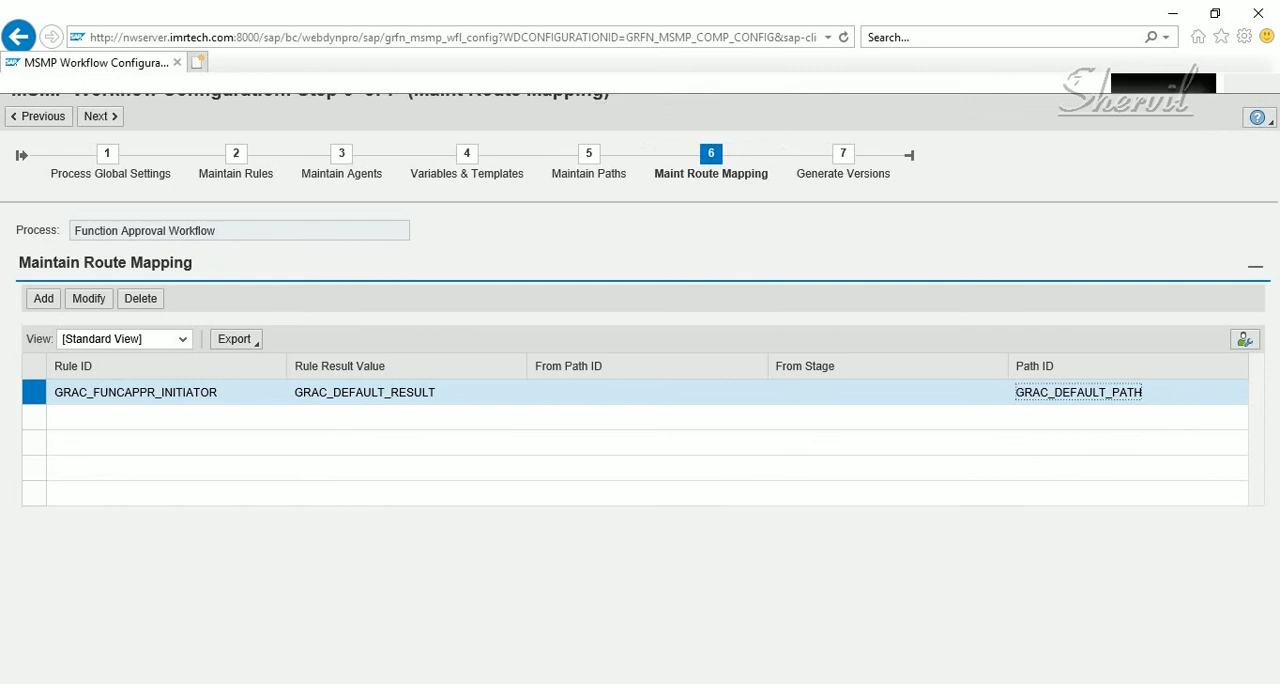 http://nwserver.imrtech.com:8000/sap/bc/webdynpro/sap/grfn_msmp_wfl_config?WDCONFIGURATIONID=GRFN_MSMP_COMP_CONFIG&sap-cli
Search...
SAP MSMP Workflow Configura...
Shervil
Previous Next
1 2 3 4 5 6 7
Process Global Settings Maintain Rules Maintain Agents Variables & Templates Maintain Paths Maint Route Mapping Generate Versions
Process: Function Approval Workflow
Maintain Route Mapping
Add Modify Delete
View: [Standard View] Export
Rule ID Rule Result Value From Path ID From Stage Path ID
GRAC_FUNCAPPR_INITIATOR GRAC_DEFAULT_RESULT GRAC_DEFAULT_PATH